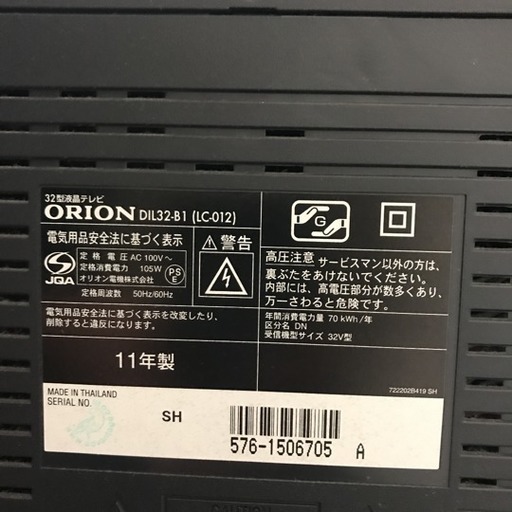 32型液晶テレビ
ORION DIL32-B1 (LC-012)
電気用品安全法に基づく表示
JQA
定格電圧 AC 100V~
定格消費電力 105W
オリオン電機株式会社
定格周波数 50Hz/60Hz
PS
E
電気用品安全法に基づく表示を改変したり、
削除すると違反になります。
11年製
警告
G
高圧注意 サービスマン以外の方は、
裏ぶたをあけないでください。
内部には、高電圧部分が数多くあり、
万一さわると危険です。
年間消費電力量 70 kWh/年
区分名 DN
受信機型サイズ 32V型
722202B419 SH
MADE IN THAILAND
SERIAL NO.
SH
576-1506705 A
CAUTION